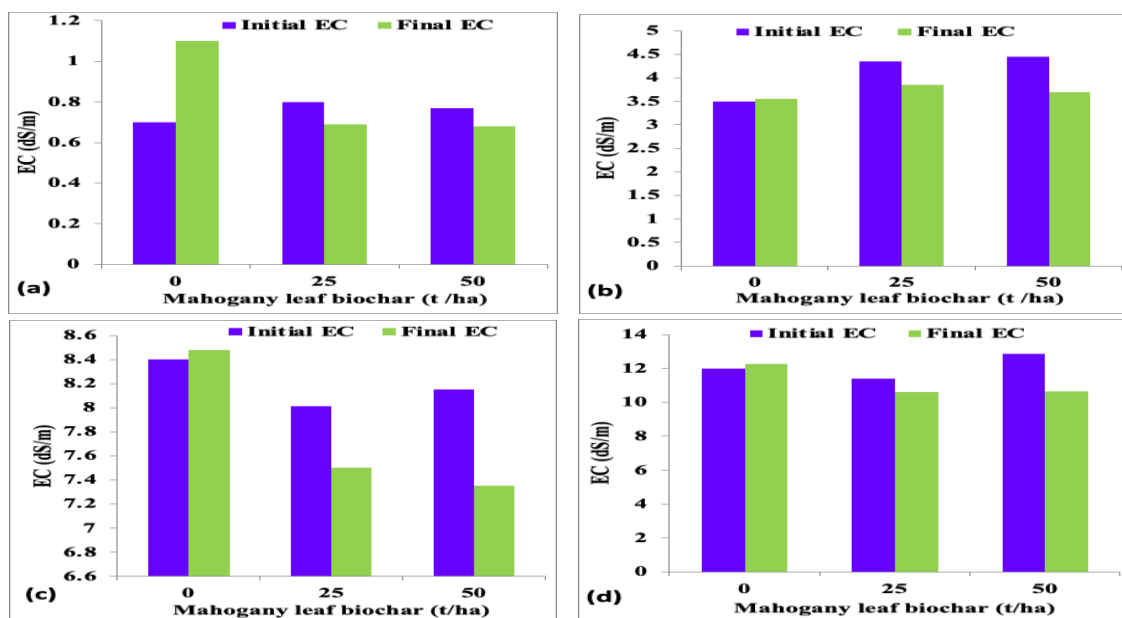 Initial EC Final EC
1.2
1
0.8
0.6
0.4
0.2
0
EC (dS/m)
0 25 50
(a) Mahogany leaf biochar (t /ha)
Initial EC Final EC
5
4.5
4
3.5
3
2.5
2
1.5
1
0.5
0
EC (dS/m)
0 25 50
(b) Mahogany leaf biochar (t /ha)
Initial EC Final EC
8.6
8.4
8.2
8
7.8
7.6
7.4
7.2
7
6.8
6.6
EC (dS/m)
0 25 50
(c) Mahogany leaf biochar (t/ha)
Initial EC Final EC
14
12
10
8
6
4
2
0
EC (dS/m)
0 25 50
(d) Mahogany leaf biochar (t/ha)